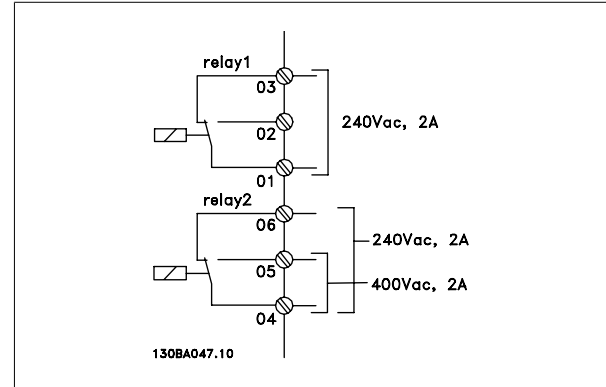 relay1
03
02
240Vac, 2A
01
relay2
06
240Vac, 2A
05
400Vac, 2A
04
130BA047.10